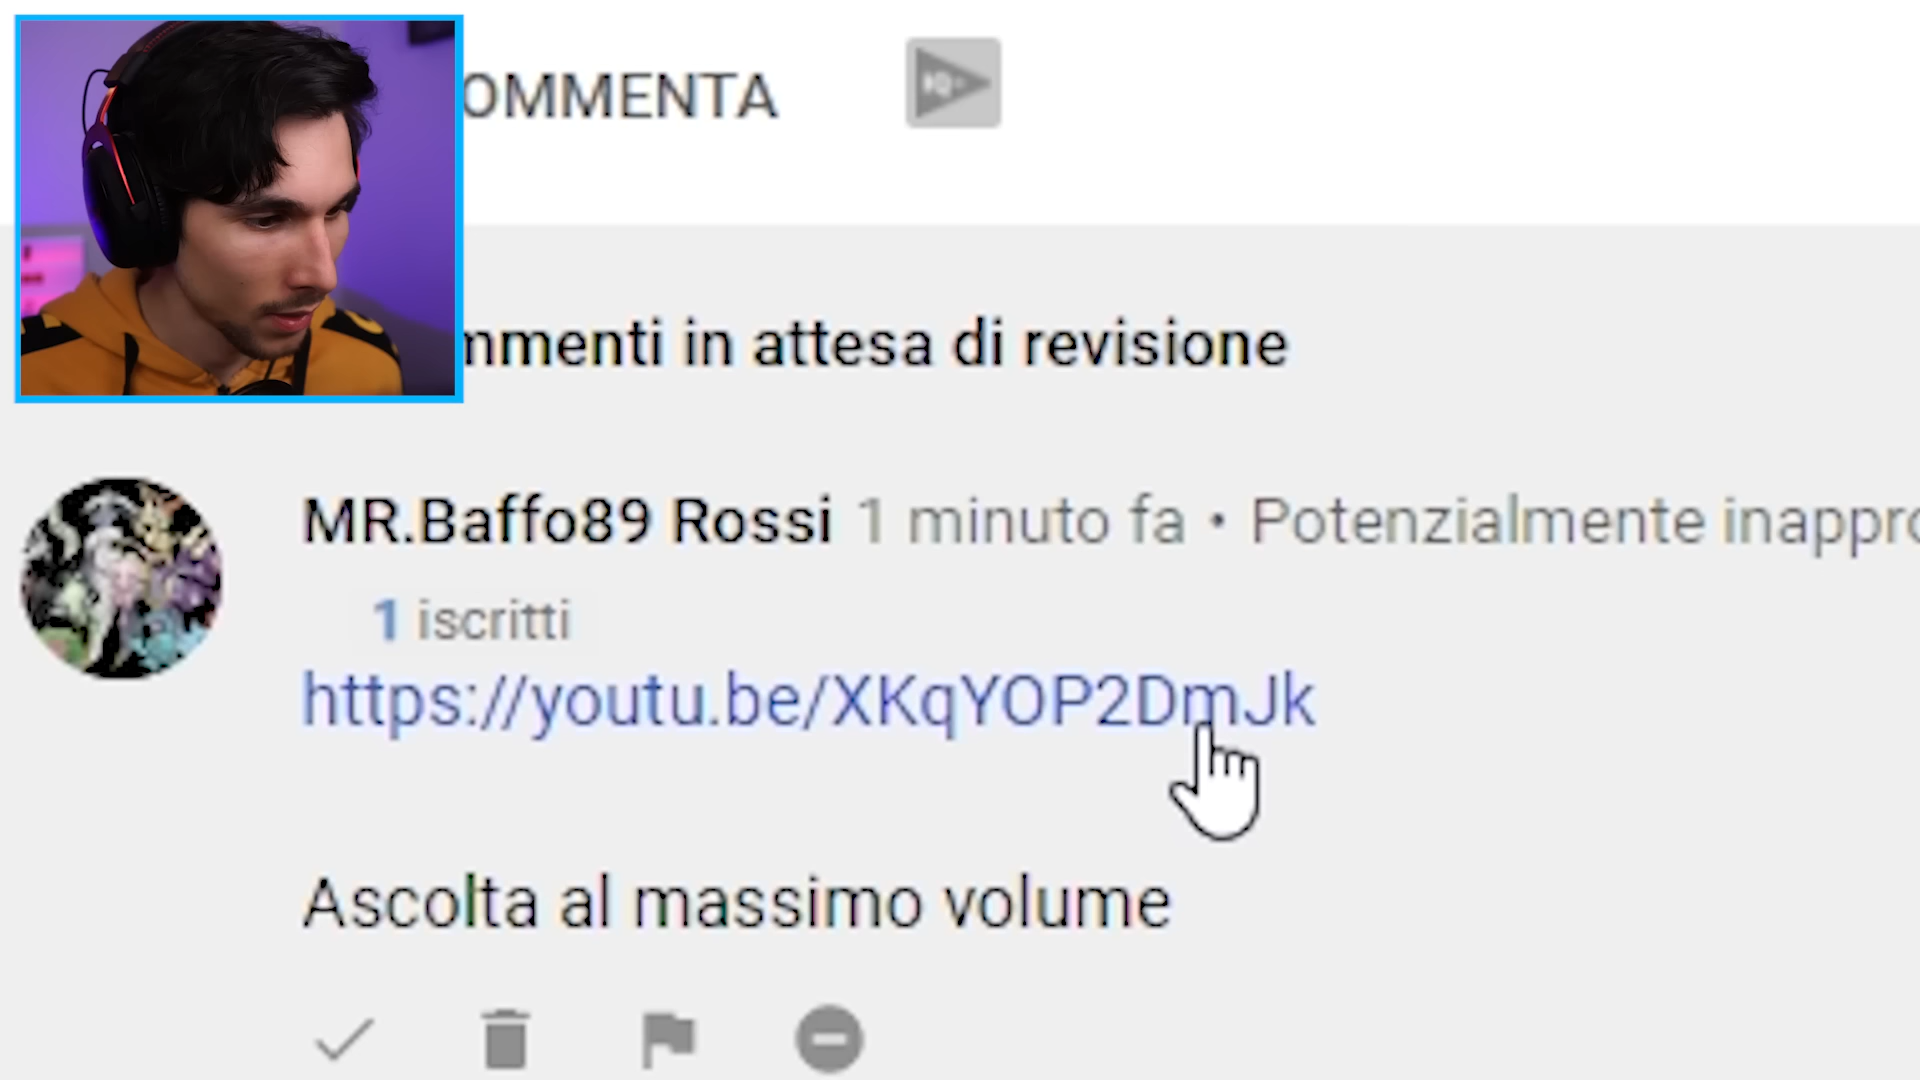 OMMENTA
mmenti in attesa di revisione
MR.Baffo89 Rossi 1 minuto fa • Potenzialmente inappro
1 iscritti
https://youtu.be/XKqYOP2DmJk
Ascolta al massimo volume